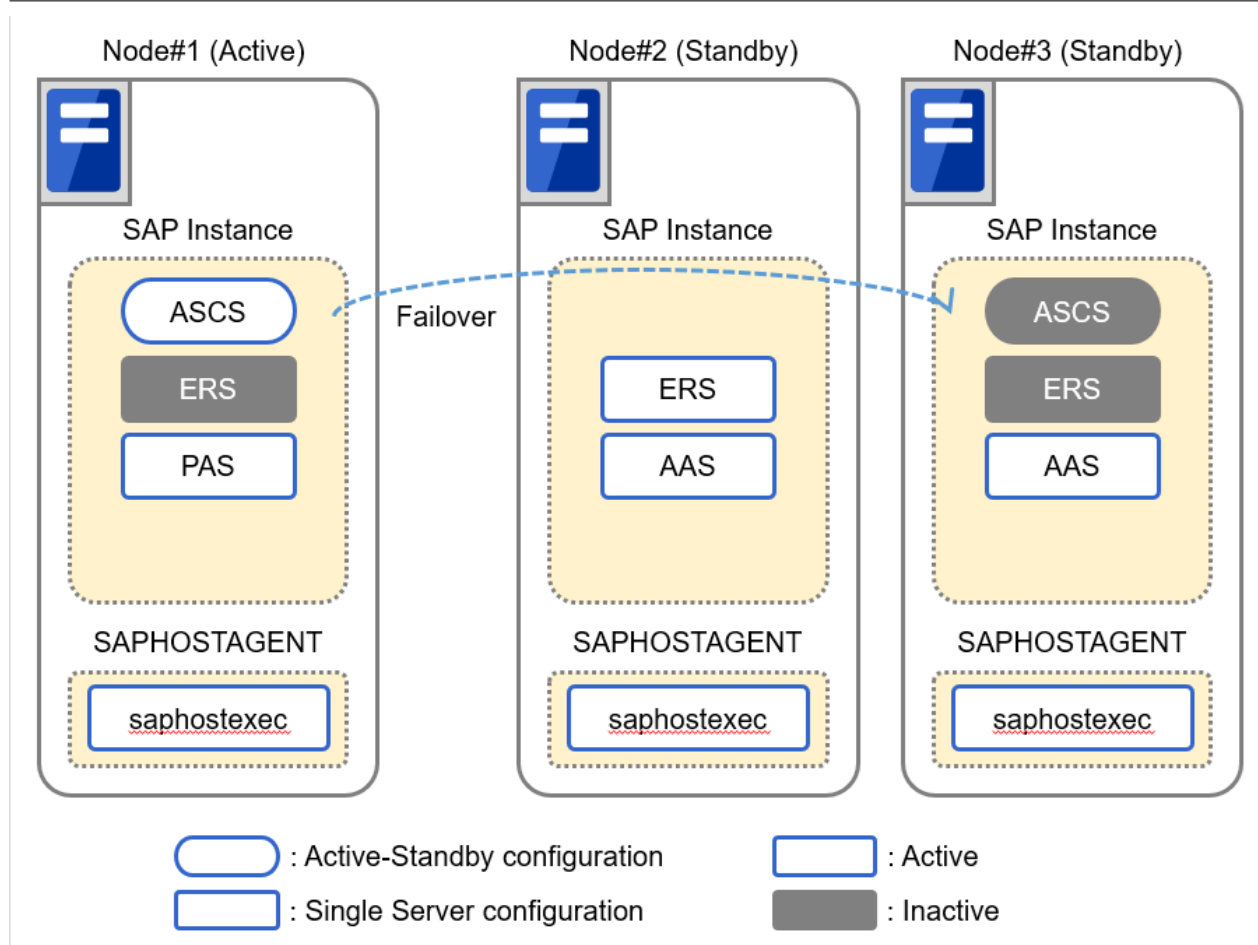 Node#1 (Active)
Node#2 (Standby)
Node#3 (Standby)
SAP Instance
SAP Instance
SAP Instance
ASCS
ASCS
Failover
ERS
ERS
ERS
PAS
AAS
AAS
SAPHOSTAGENT
SAPHOSTAGENT
SAPHOSTAGENT
saphostexec
saphostexec
saphostexec
: Active-Standby configuration
: Active
: Single Server configuration
: Inactive